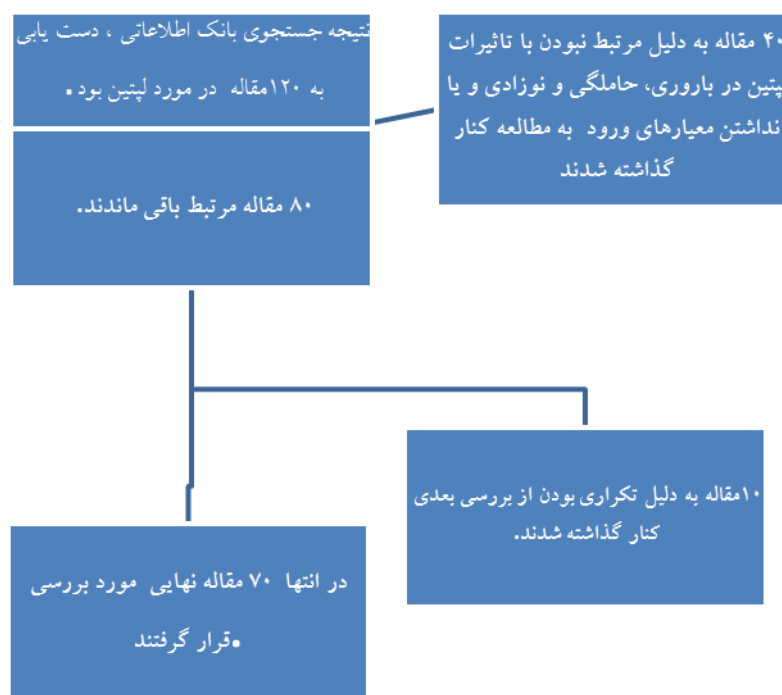 نتیجه جستجوی بانک اطلاعاتی ، دست یابی
به ۱۲۰مقاله در مورد لپتین بود .
۴۰ مقاله به دلیل مرتبط نبودن با تاثیرات
لپتین در باروری، حاملگی و نوزادی و یا
نداشتن معیارهای ورود به مطالعه کنار
گذاشته شدند
۸۰ مقاله مرتبط باقی ماندند.
۱۰مقاله به دلیل تکراری بودن از بررسی بعدی
کنار گذاشته شدند.
در انتها ۷۰ مقاله نهایی مورد بررسی
.قرار گرفتند